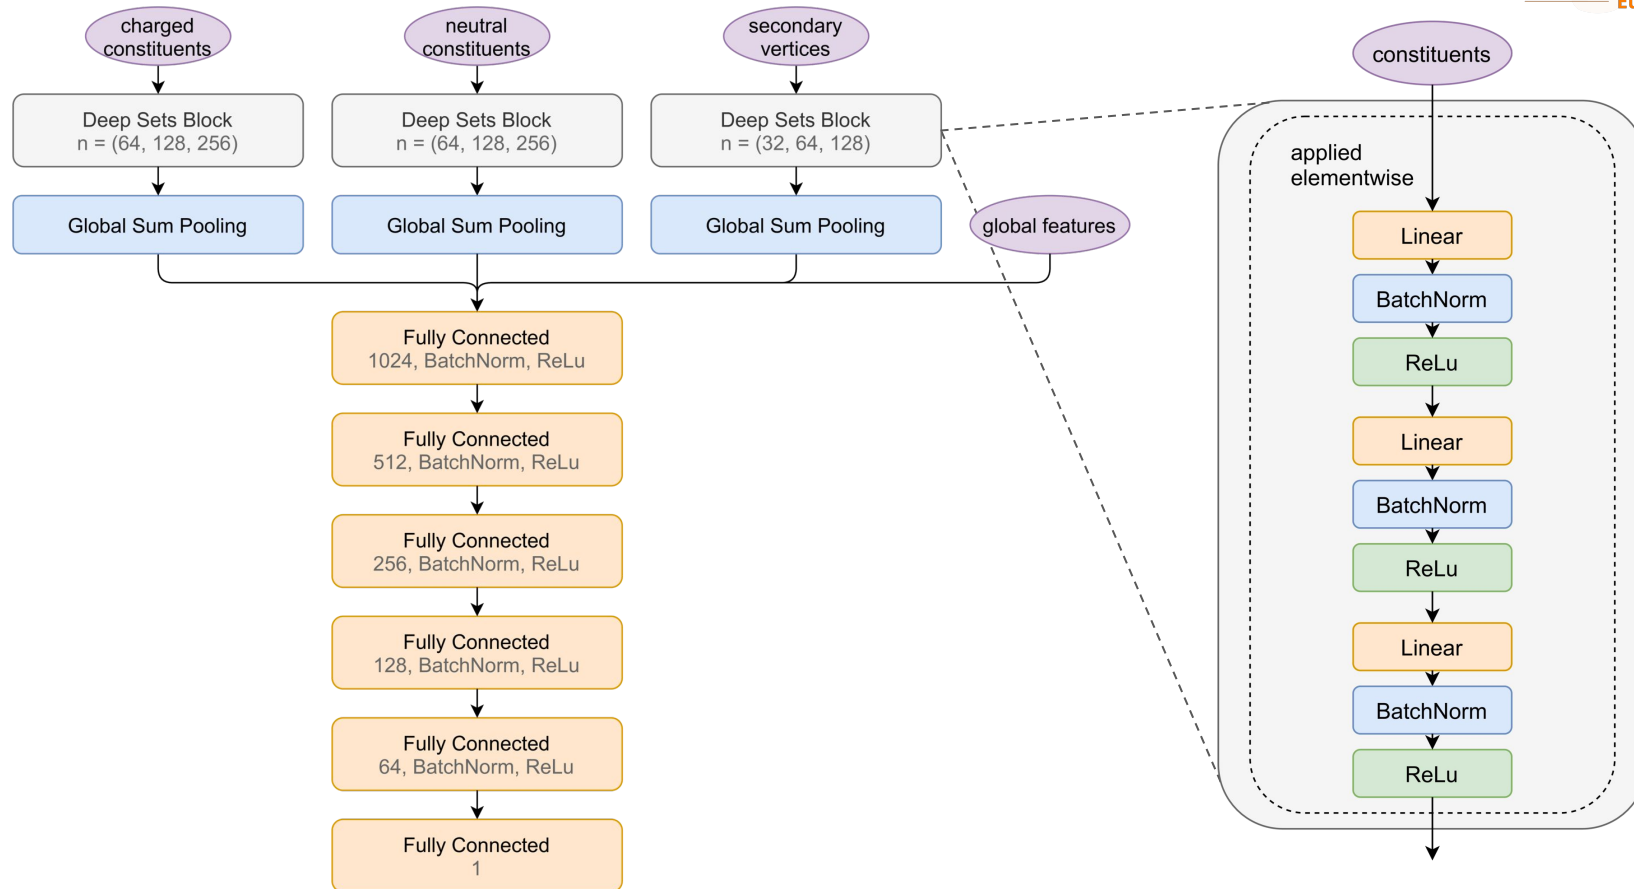 charged
constituents
neutral
constituents
secondary
vertices
Deep Sets Block
n = (64, 128, 256)
Deep Sets Block
n = (64, 128, 256)
Deep Sets Block
n = (32, 64, 128)
Global Sum Pooling
Global Sum Pooling
Global Sum Pooling
global features
Fully Connected
1024, BatchNorm, ReLu
Fully Connected
512, BatchNorm, ReLu
Fully Connected
256, BatchNorm, ReLu
Fully Connected
128, BatchNorm, ReLu
Fully Connected
64, BatchNorm, ReLu
Fully Connected
1
constituents
applied
elementwise
Linear
BatchNorm
ReLu
Linear
BatchNorm
ReLu
Linear
BatchNorm
ReLu